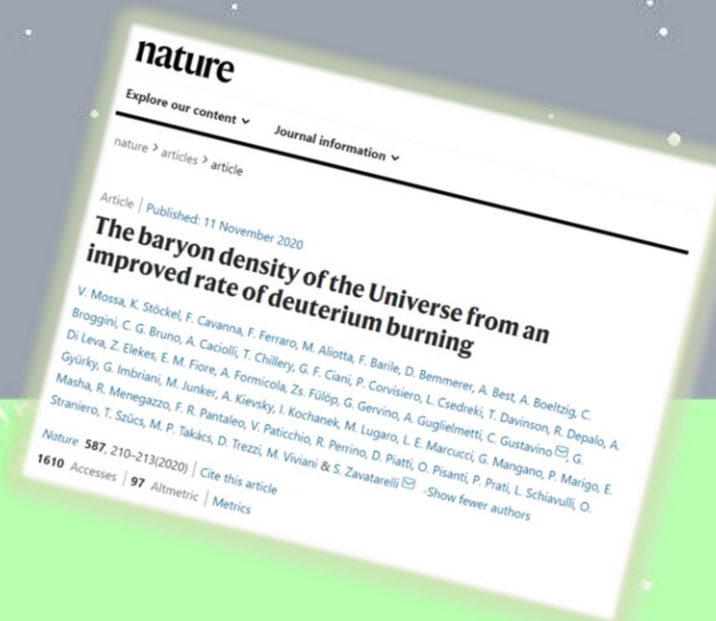 nature
Explore our content Journal information
nature > articles > article
Article | Published: 11 November 2020
The baryon density of the Universe from an
improved rate of deuterium burning
V. Mossa, K. Stöckel, F. Cavanna, F. Ferraro, M. Aliotta, F. Barile, D. Bemmerer, A. Best, A. Boeltzig, C.
Broggini, C. G. Bruno, A. Caciolli, T. Chillery, G. F. Ciani, P. Corvisiero, L. Csedreki, T. Davinson, R. Depalo, A.
Di Leva, Z. Elekes, E. M. Fiore, A. Formicola, Zs. Fülöp, G. Gervino, A. Guglielmetti, C. Gustavino, G.
Gyürky, G. Imbriani, M. Junker, A. Kievsky, I. Kochanek, M. Lugaro, L. E. Marcucci, G. Mangano, P. Marigo, E.
Masha, R. Menegazzo, F. R. Pantaleo, V. Paticchio, R. Perrino, D. Piatti, O. Pisanti, P. Prati, L. Schiavulli, O.
Straniero, T. Szücs, M. P. Takács, D. Trezzi, M. Viviani & S. Zavatarelli -Show fewer authors
Nature 587, 210–213(2020) | Cite this article
1610 Accesses | 97 Altmetric | Metrics